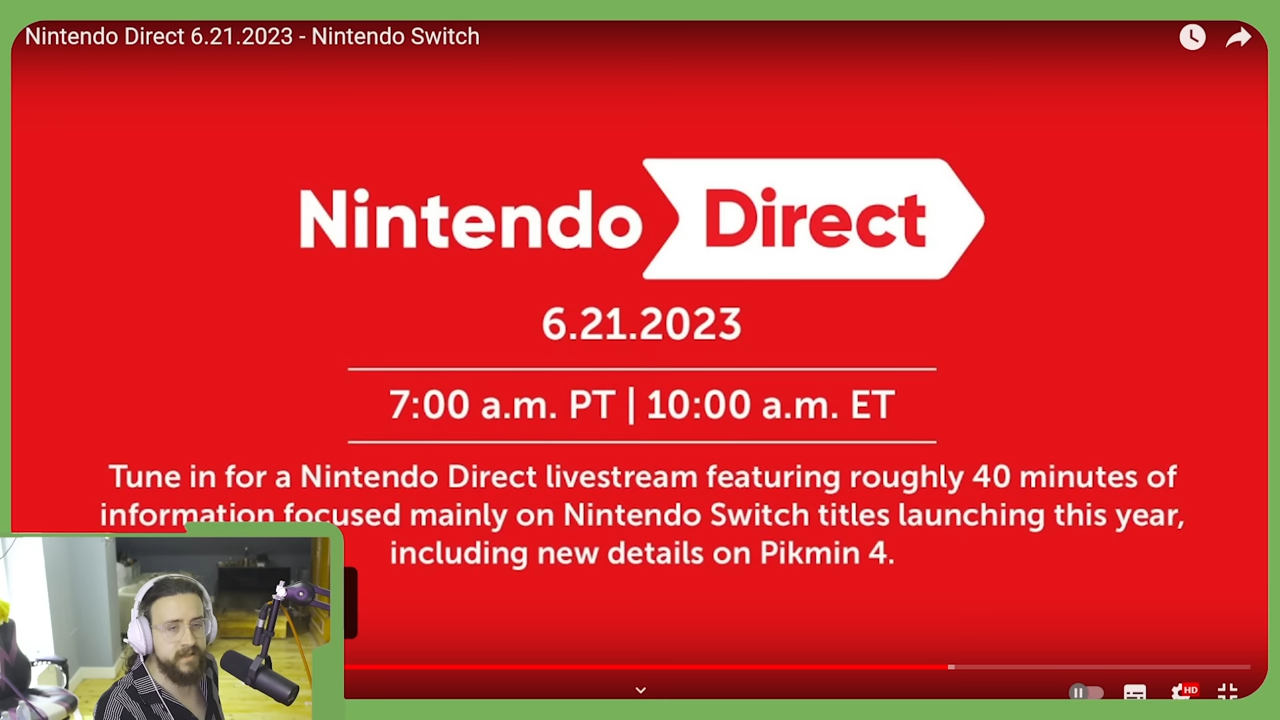 Nintendo Direct 6.21.2023 - Nintendo Switch
Nintendo Direct
6.21.2023
7:00 a.m. PT | 10:00 a.m. ET
Tune in for a Nintendo Direct livestream featuring roughly 40 minutes of
information focused mainly on Nintendo Switch titles launching this year,
including new details on Pikmin 4.
HD